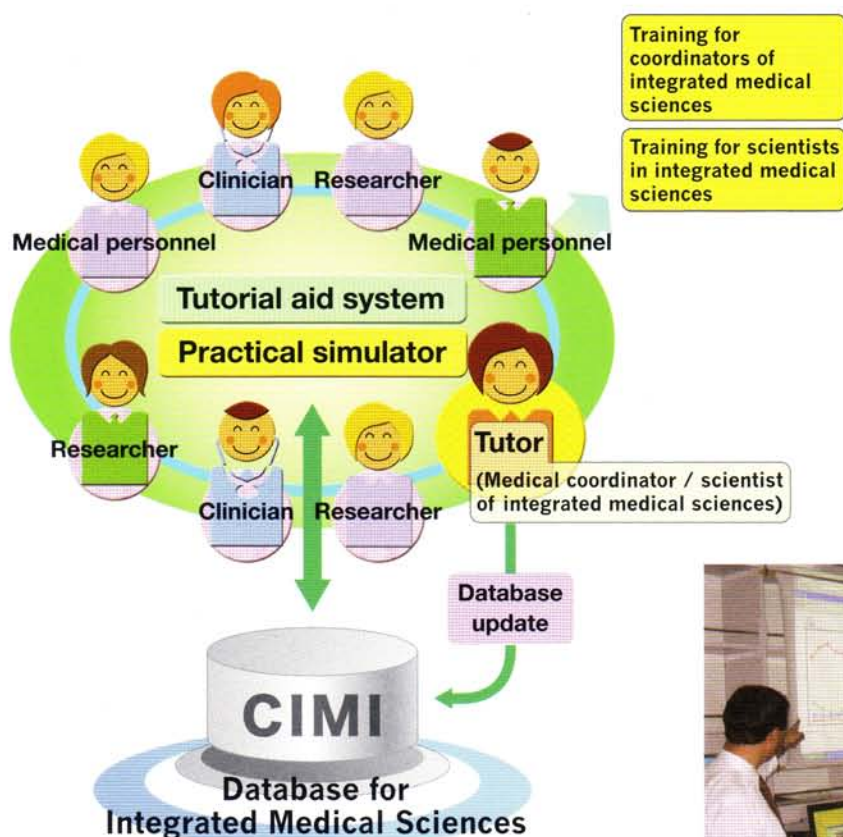 Training for
coordinators of
integrated medical
sciences
Training for scientists
in integrated medical
sciences
Clinician
Researcher
Medical personnel
Medical personnel
Tutorial aid system
Practical simulator
Researcher
Clinician
Researcher
Tutor
(Medical coordinator / scientist
of integrated medical sciences)
Database
update
CIMI
Database for
Integrated Medical Sciences